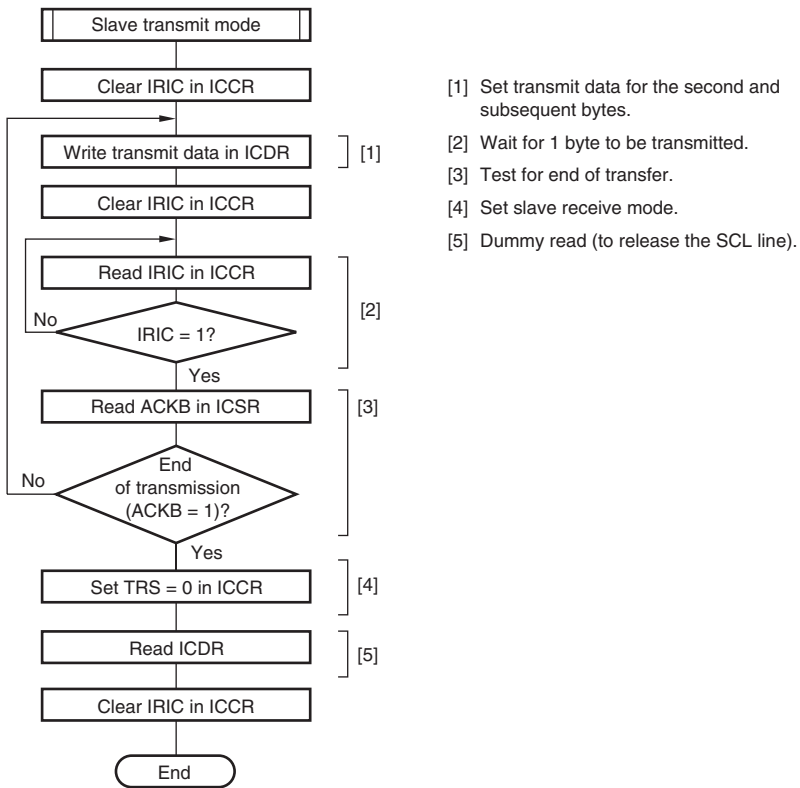 Slave transmit mode
Clear IRIC in ICCR
Write transmit data in ICDR
[1]
Clear IRIC in ICCR
Read IRIC in ICCR
[2]
No
IRIC = 1?
Yes
Read ACKB in ICSR
[3]
No
End
of transmission
(ACKB = 1)?
Yes
Set TRS = 0 in ICCR
[4]
Read ICDR
[5]
Clear IRIC in ICCR
End
[1] Set transmit data for the second and
subsequent bytes.
[2] Wait for 1 byte to be transmitted.
[3] Test for end of transfer.
[4] Set slave receive mode.
[5] Dummy read (to release the SCL line).